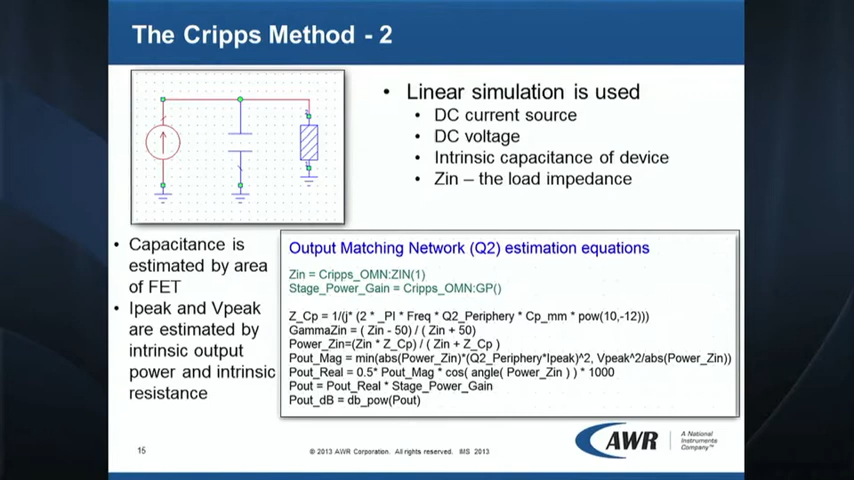 The Cripps Method - 2
• Linear simulation is used
• DC current source
• DC voltage
• Intrinsic capacitance of device
• Zin – the load impedance
• Capacitance is
estimated by area
of FET
• Ipeak and Vpeak
are estimated by
intrinsic output
power and intrinsic
resistance
Output Matching Network (Q2) estimation equations
Zin = Cripps_OMN:ZIN(1)
Stage_Power_Gain = Cripps_OMN:GP()
Z_Cp = 1/(j* (2 * _PI * Freq * Q2_Periphery * Cp_mm * pow(10,-12)))
GammaZin = ( Zin - 50) / ( Zin + 50)
Power_Zin=(Zin * Z_Cp) / ( Zin + Z_Cp )
Pout_Mag = min(abs(Power_Zin)*(Q2_Periphery*Ipeak)^2, Vpeak^2/abs(Power_Zin))
Pout_Real = 0.5* Pout_Mag * cos( angle( Power_Zin ) ) * 1000
Pout = Pout_Real * Stage_Power_Gain
Pout_dB = db_pow(Pout)
15
© 2013 AWR Corporation. All rights reserved. IMS 2013
AWR
A National
Instruments
Company™